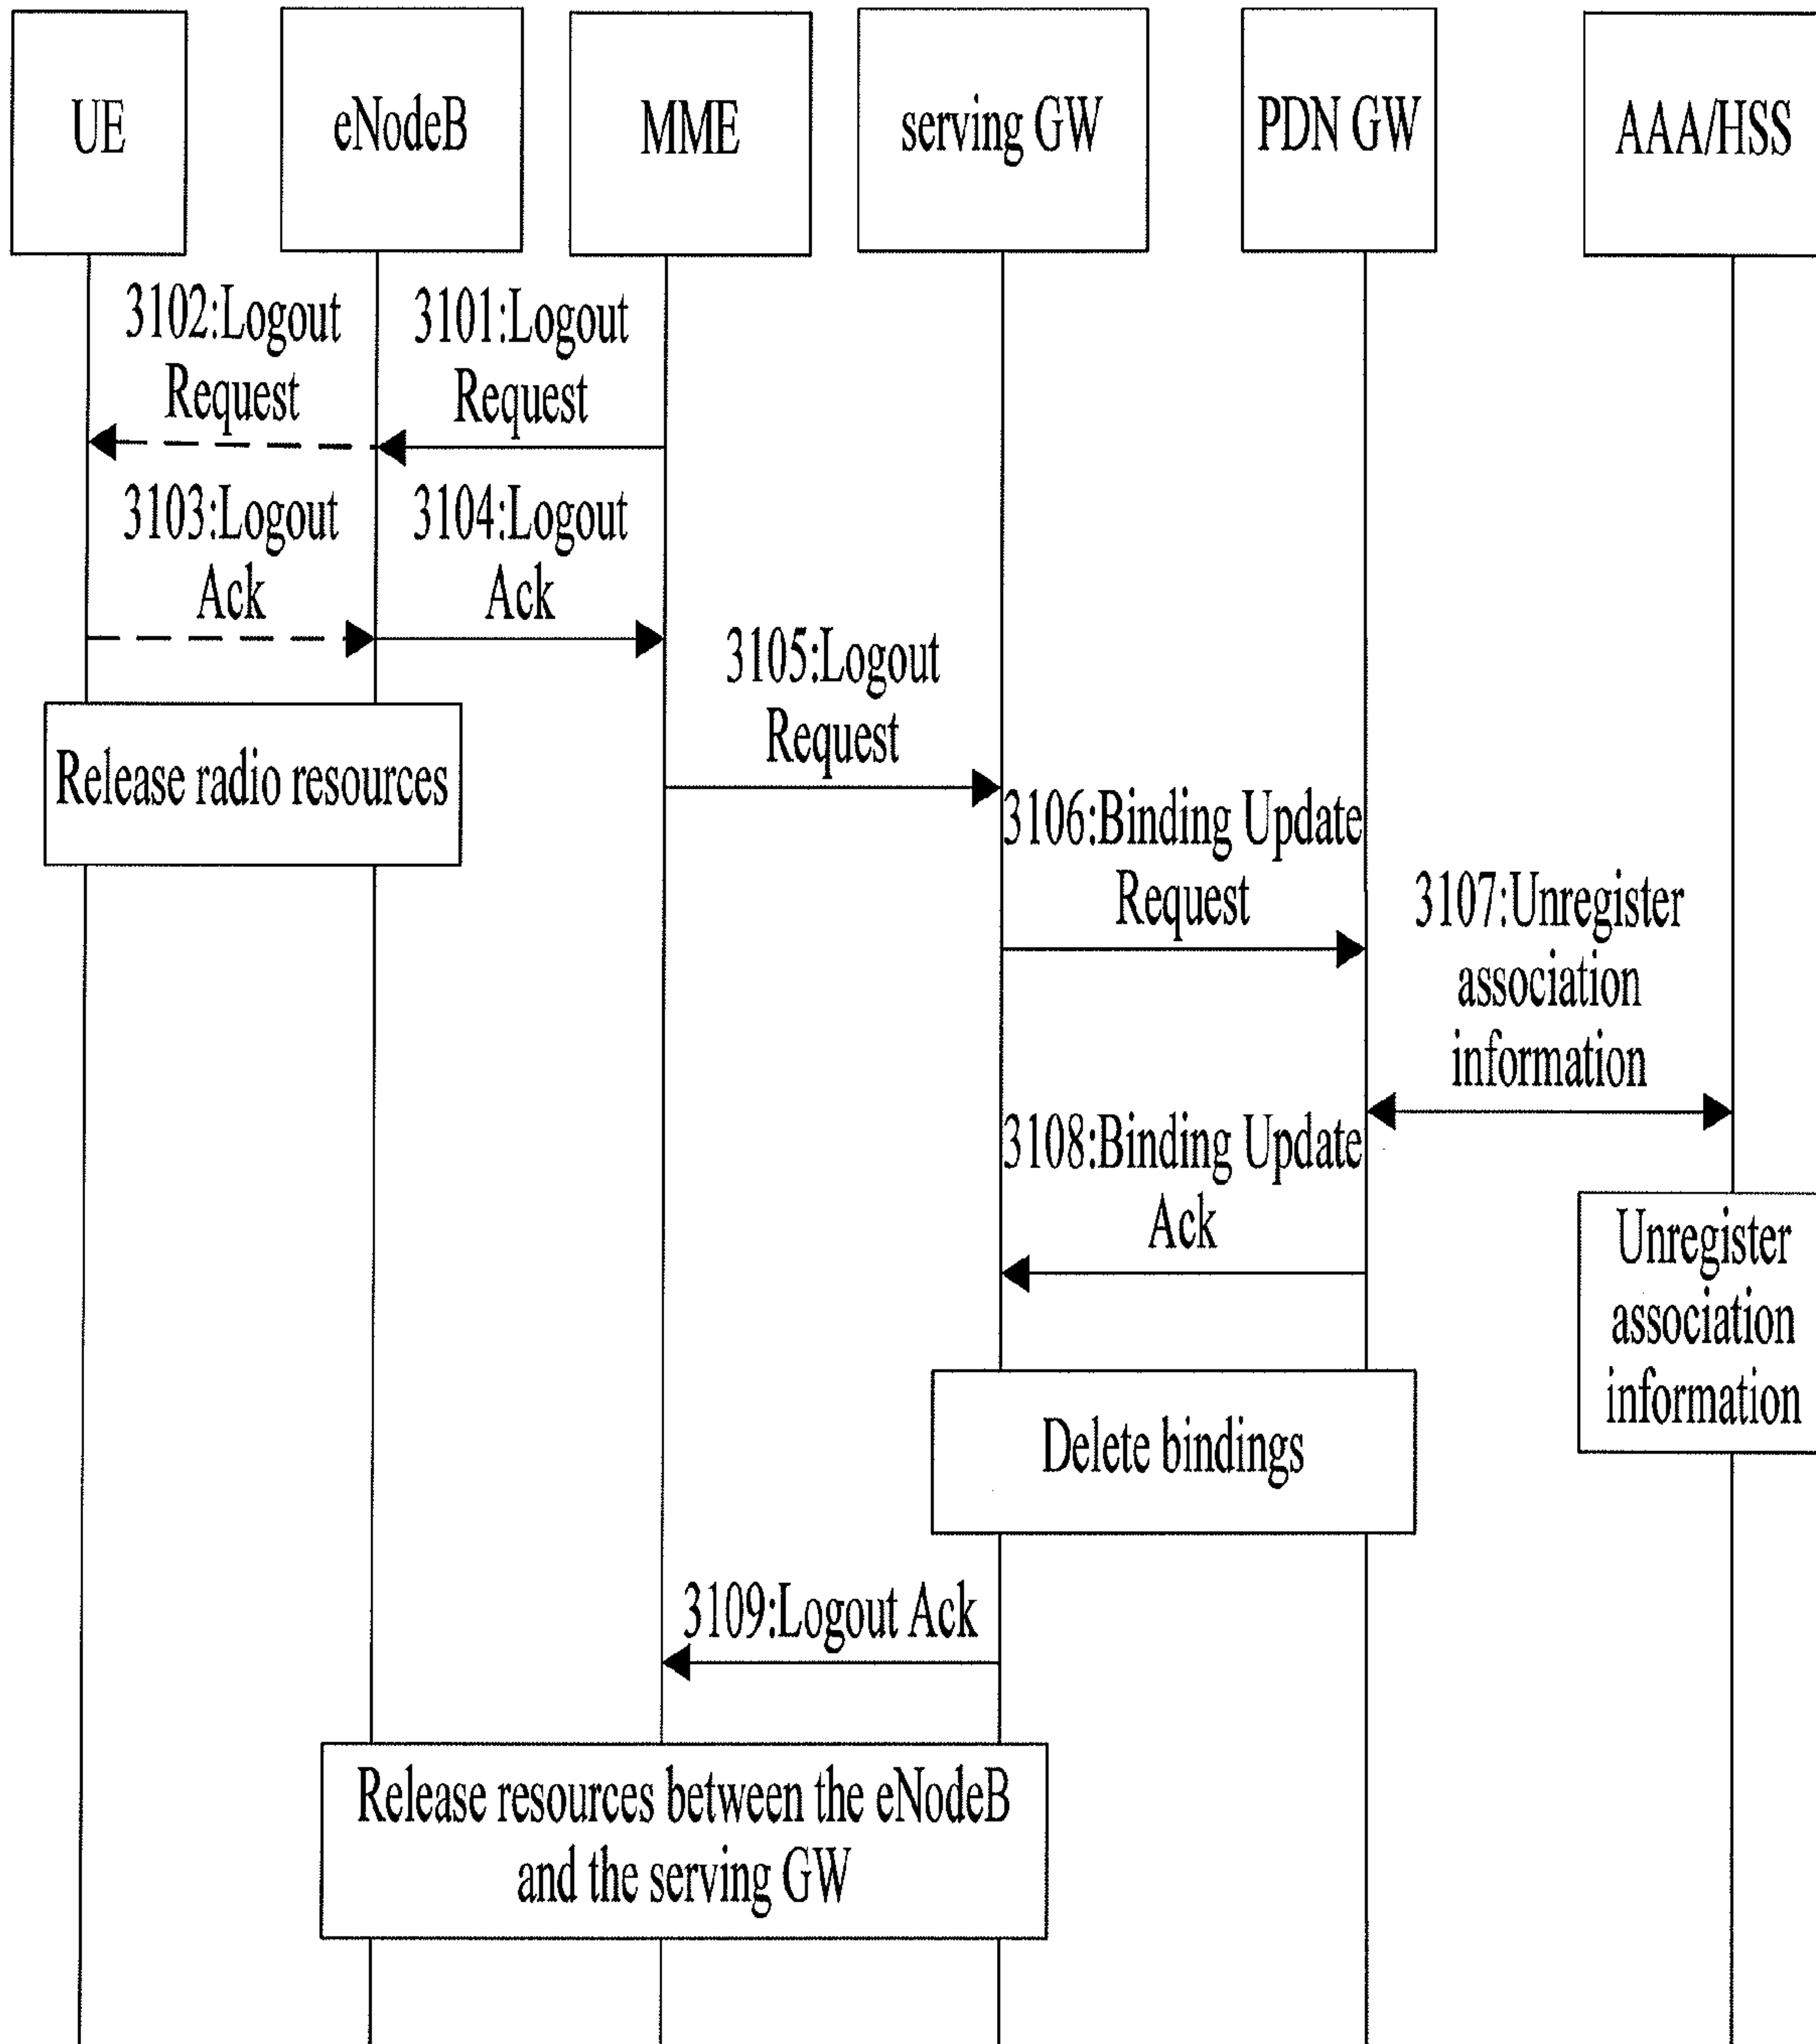 UE
eNodeB
MME
serving GW
PDN GW
AAA/HSS
3102:Logout
Request
3101:Logout
Request
3103:Logout
Ack
3104:Logout
Ack
3105:Logout
Request
Release radio resources
3106:Binding Update
Request
3107:Unregister
association
information
3108:Binding Update
Ack
Unregister
association
information
Delete bindings
3109:Logout Ack
Release resources between the eNodeB
and the serving GW